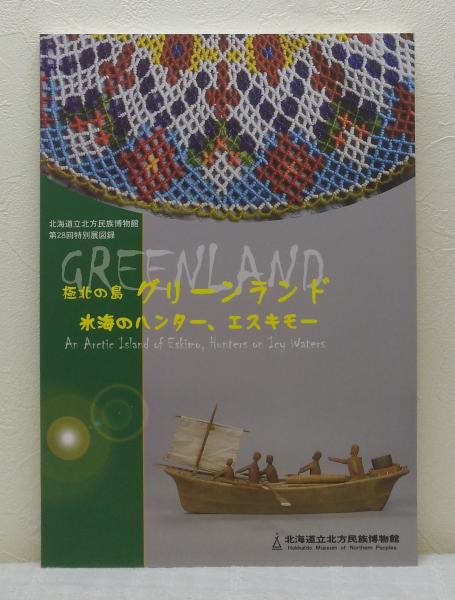 北海道立北方民族博物館
第28回特別展図録
GREENLAND
極北の島 グリーンランド
氷海のハンター、エスキモー
An Arctic Island of Eskimo, Hunters on Icy Waters
北海道立北方民族博物館
Hokkaido Museum of Northern Peoples